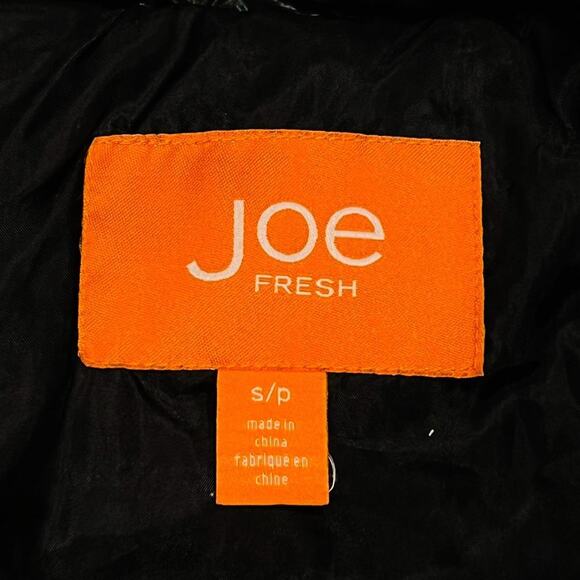 Joe
FRESH
s/p
made in
china
fabriqué en
chine